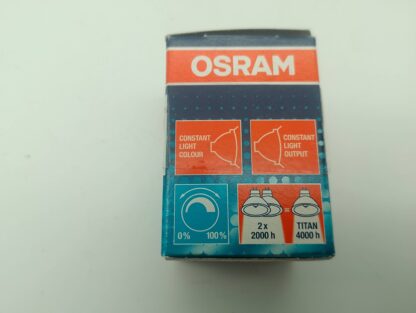 OSRAM
CONSTANT
LIGHT
COLOUR
CONSTANT
LIGHT
OUTPUT
0% 100%
2 x
2000 h
=
TITAN
4000 h